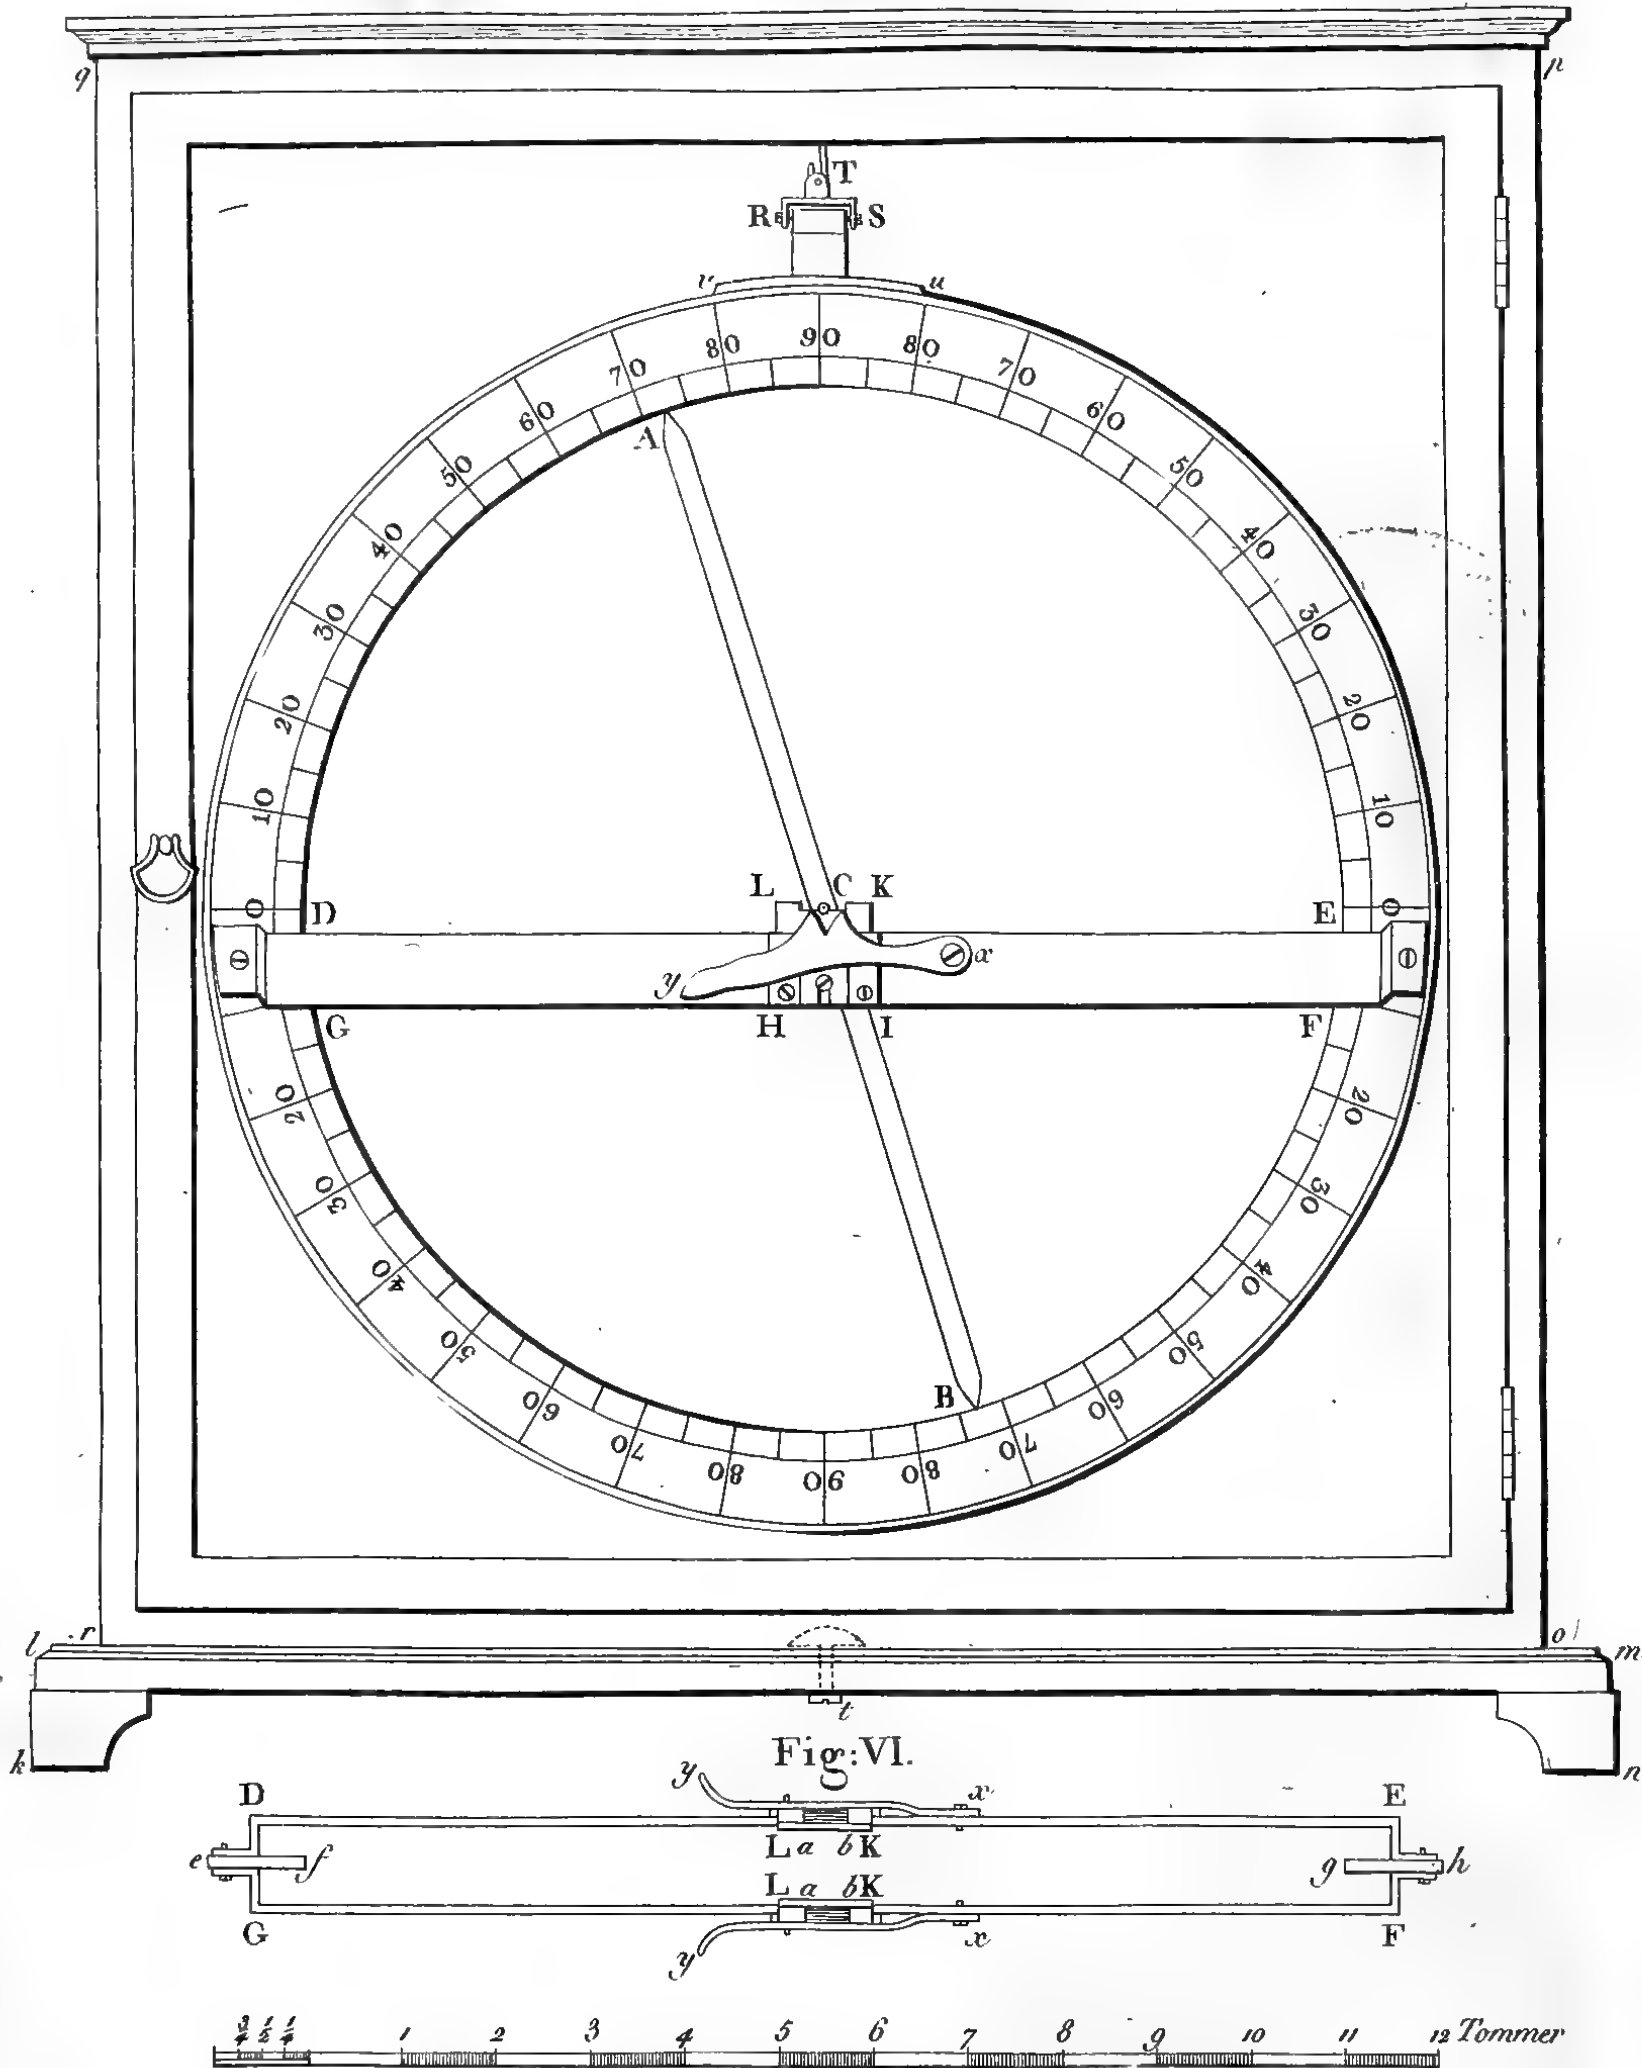 q p
T
R S
v u
70 80 90 80 70
60 60
A
50 50
40 40
30 30
20 20
10 10
L C K
0 D E 0
y x
G H I F
20 20
30 30
40 40
50 50
B
60 60
70 80 90 80 70
l r o m
t
k n
Fig: VI.
D y x E
L a b K
e f g h
L a b K
G y x F
3/4 1/2 1/4 1 2 3 4 5 6 7 8 9 10 11 12 Tommer